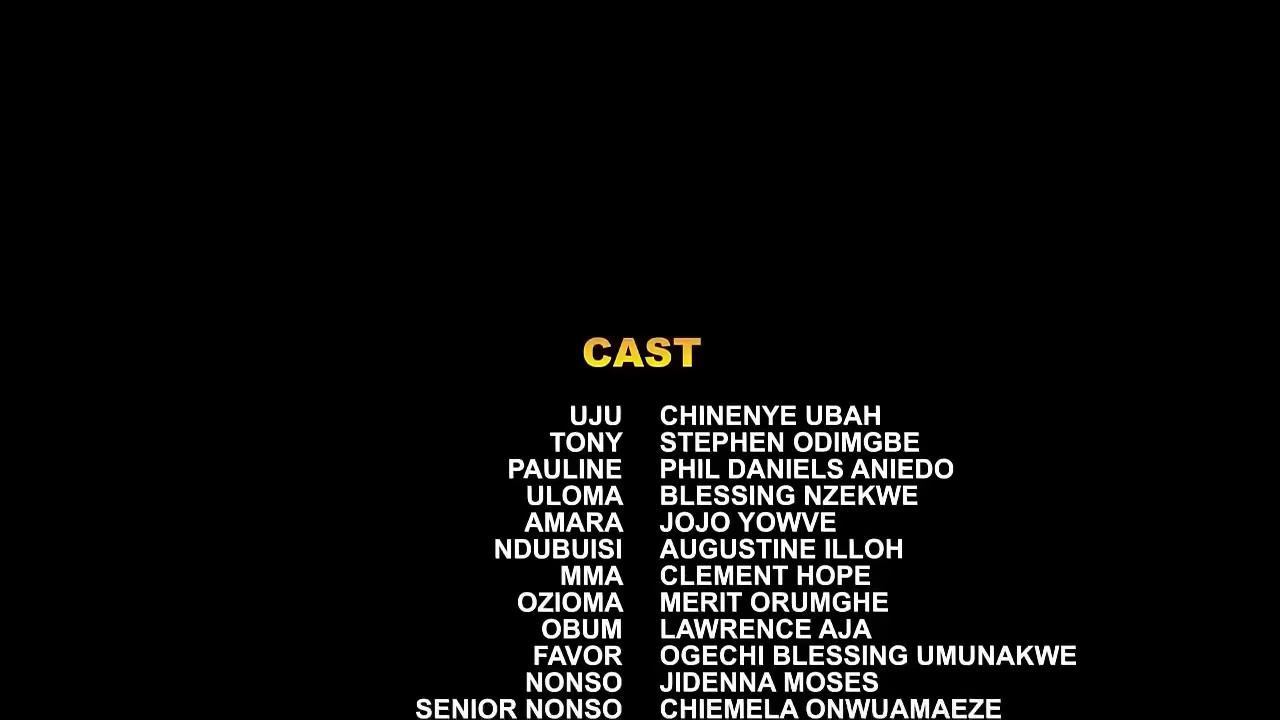 CAST
UJU CHINENYE UBAH
TONY STEPHEN ODIMGBE
PAULINE PHIL DANIELS ANIEDO
ULOMA BLESSING NZEKWE
AMARA JOJO YOWVE
NDUBUISI AUGUSTINE ILLOH
MMA CLEMENT HOPE
OZIOMA MERIT ORUMGHE
OBUM LAWRENCE AJA
FAVOR OGECHI BLESSING UMUNAKWE
NONSO JIDENNA MOSES
SENIOR NONSO CHIEMELA ONWUAMAEZE